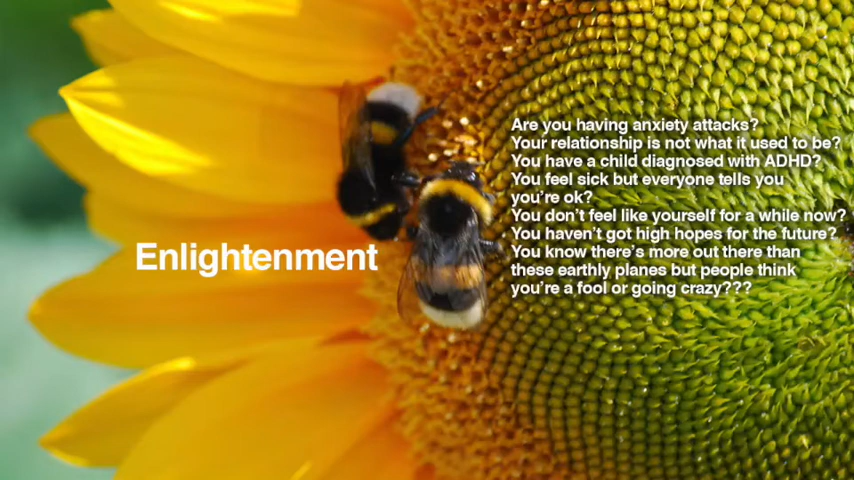 Enlightenment
Are you having anxiety attacks?
Your relationship is not what it used to be?
You have a child diagnosed with ADHD?
You feel sick but everyone tells you
you're ok?
You don't feel like yourself for a while now?
You haven't got high hopes for the future?
You know there's more out there than
these earthly planes but people think
you're a fool or going crazy???